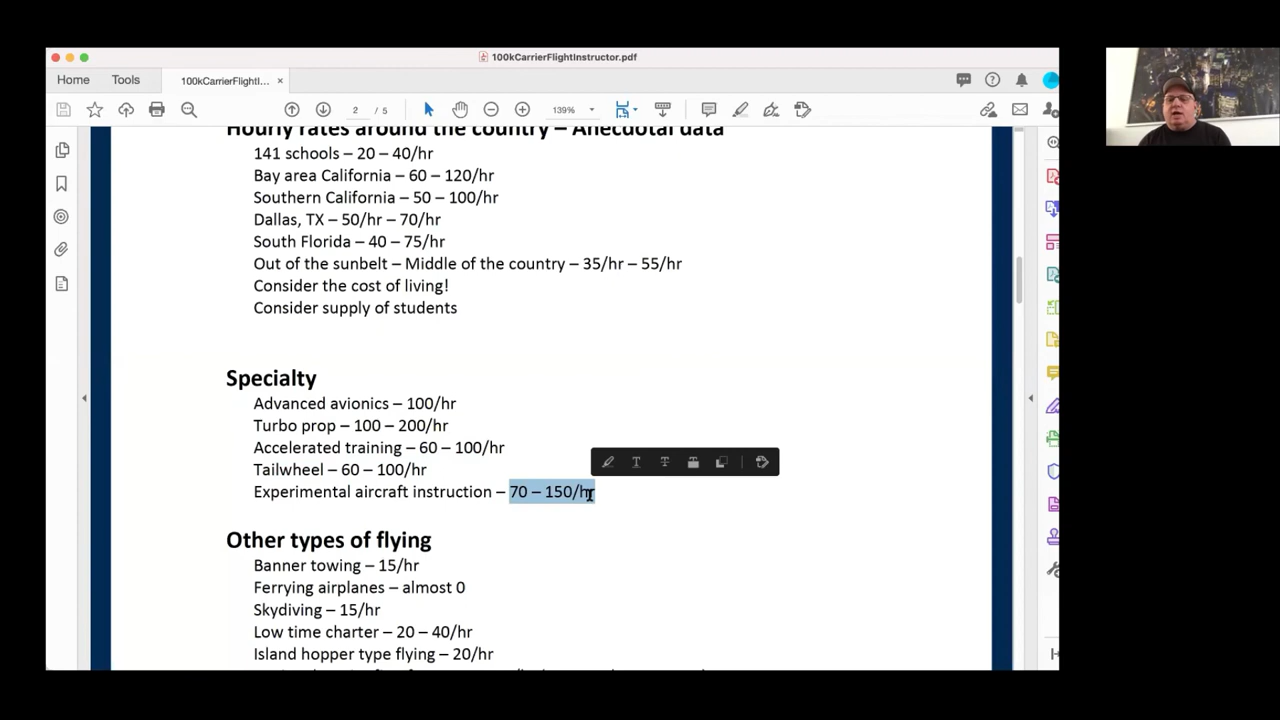 100kCarrierFlightInstructor.pdf
Home
Tools
100kCarrierFlightI...
2 / 5
139%
Hourly rates around the country – Anecdotal data
141 schools – 20 – 40/hr
Bay area California – 60 – 120/hr
Southern California – 50 – 100/hr
Dallas, TX – 50/hr – 70/hr
South Florida – 40 – 75/hr
Out of the sunbelt – Middle of the country – 35/hr – 55/hr
Consider the cost of living!
Consider supply of students
Specialty
Advanced avionics – 100/hr
Turbo prop – 100 – 200/hr
Accelerated training – 60 – 100/hr
Tailwheel – 60 – 100/hr
Experimental aircraft instruction – 70 – 150/hr
Other types of flying
Banner towing – 15/hr
Ferrying airplanes – almost 0
Skydiving – 15/hr
Low time charter – 20 – 40/hr
Island hopper type flying – 20/hr